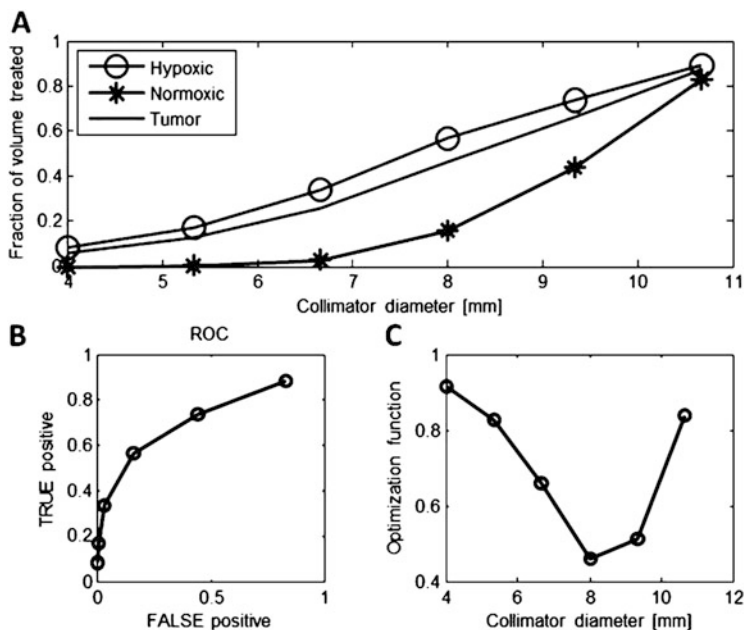 A
Fraction of volume treated
1
0.8
0.6
0.4
0.2
0
Hypoxic
Normoxic
Tumor
4 5 6 7 8 9 10 11
Collimator diameter [mm]
B
ROC
TRUE positive
1
0.8
0.6
0.4
0.2
0
0 0.5 1
FALSE positive
C
Optimization function
1
0.8
0.6
0.4
4 6 8 10 12
Collimator diameter [mm]